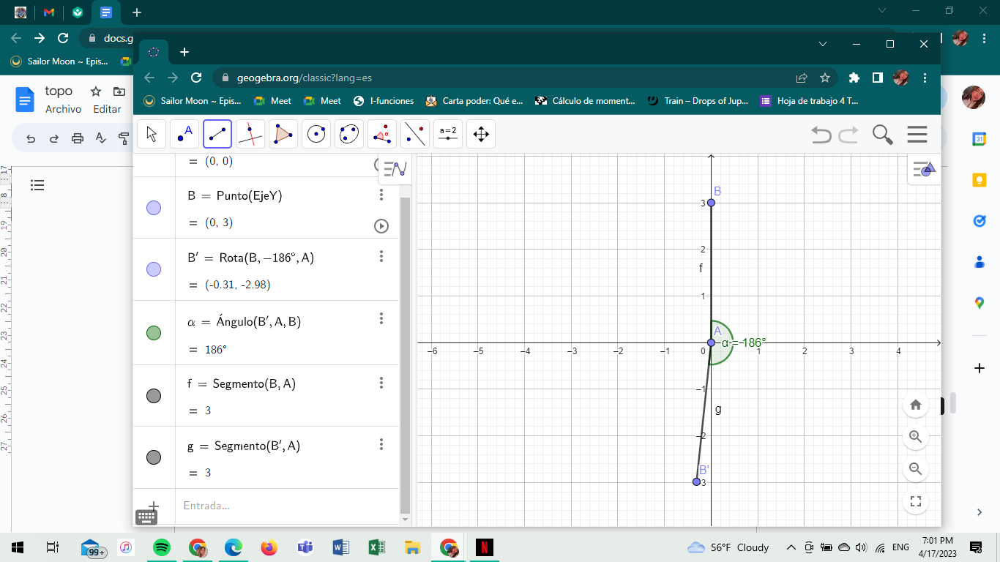 docs.g
Sailor Moon ~ Epis...
topo
Archivo Editar
geogebra.org/classic?lang=es
Sailor Moon ~ Epis... Meet Meet I-funciones Carta poder: Qué e... Cálculo de moment... Train – Drops of Jup... Hoja de trabajo 4 T...
A
α
a=2
= (0, 0)
B = Punto(EjeY)
= (0, 3)
B′ = Rota(B, −186°, A)
= (-0.31, -2.98)
α = Ángulo(B′, A, B)
= 186°
f = Segmento(B, A)
= 3
g = Segmento(B′, A)
= 3
Entrada...
B
3
2
f
1
A
α = 186°
−6 −5 −4 −3 −2 −1 0 1 2 3 4
−1
g
−2
B'
−3
17
8
19
20
21
22
23
24
25
26
27
31
99+
56°F Cloudy
ENG
7:01 PM
4/17/2023